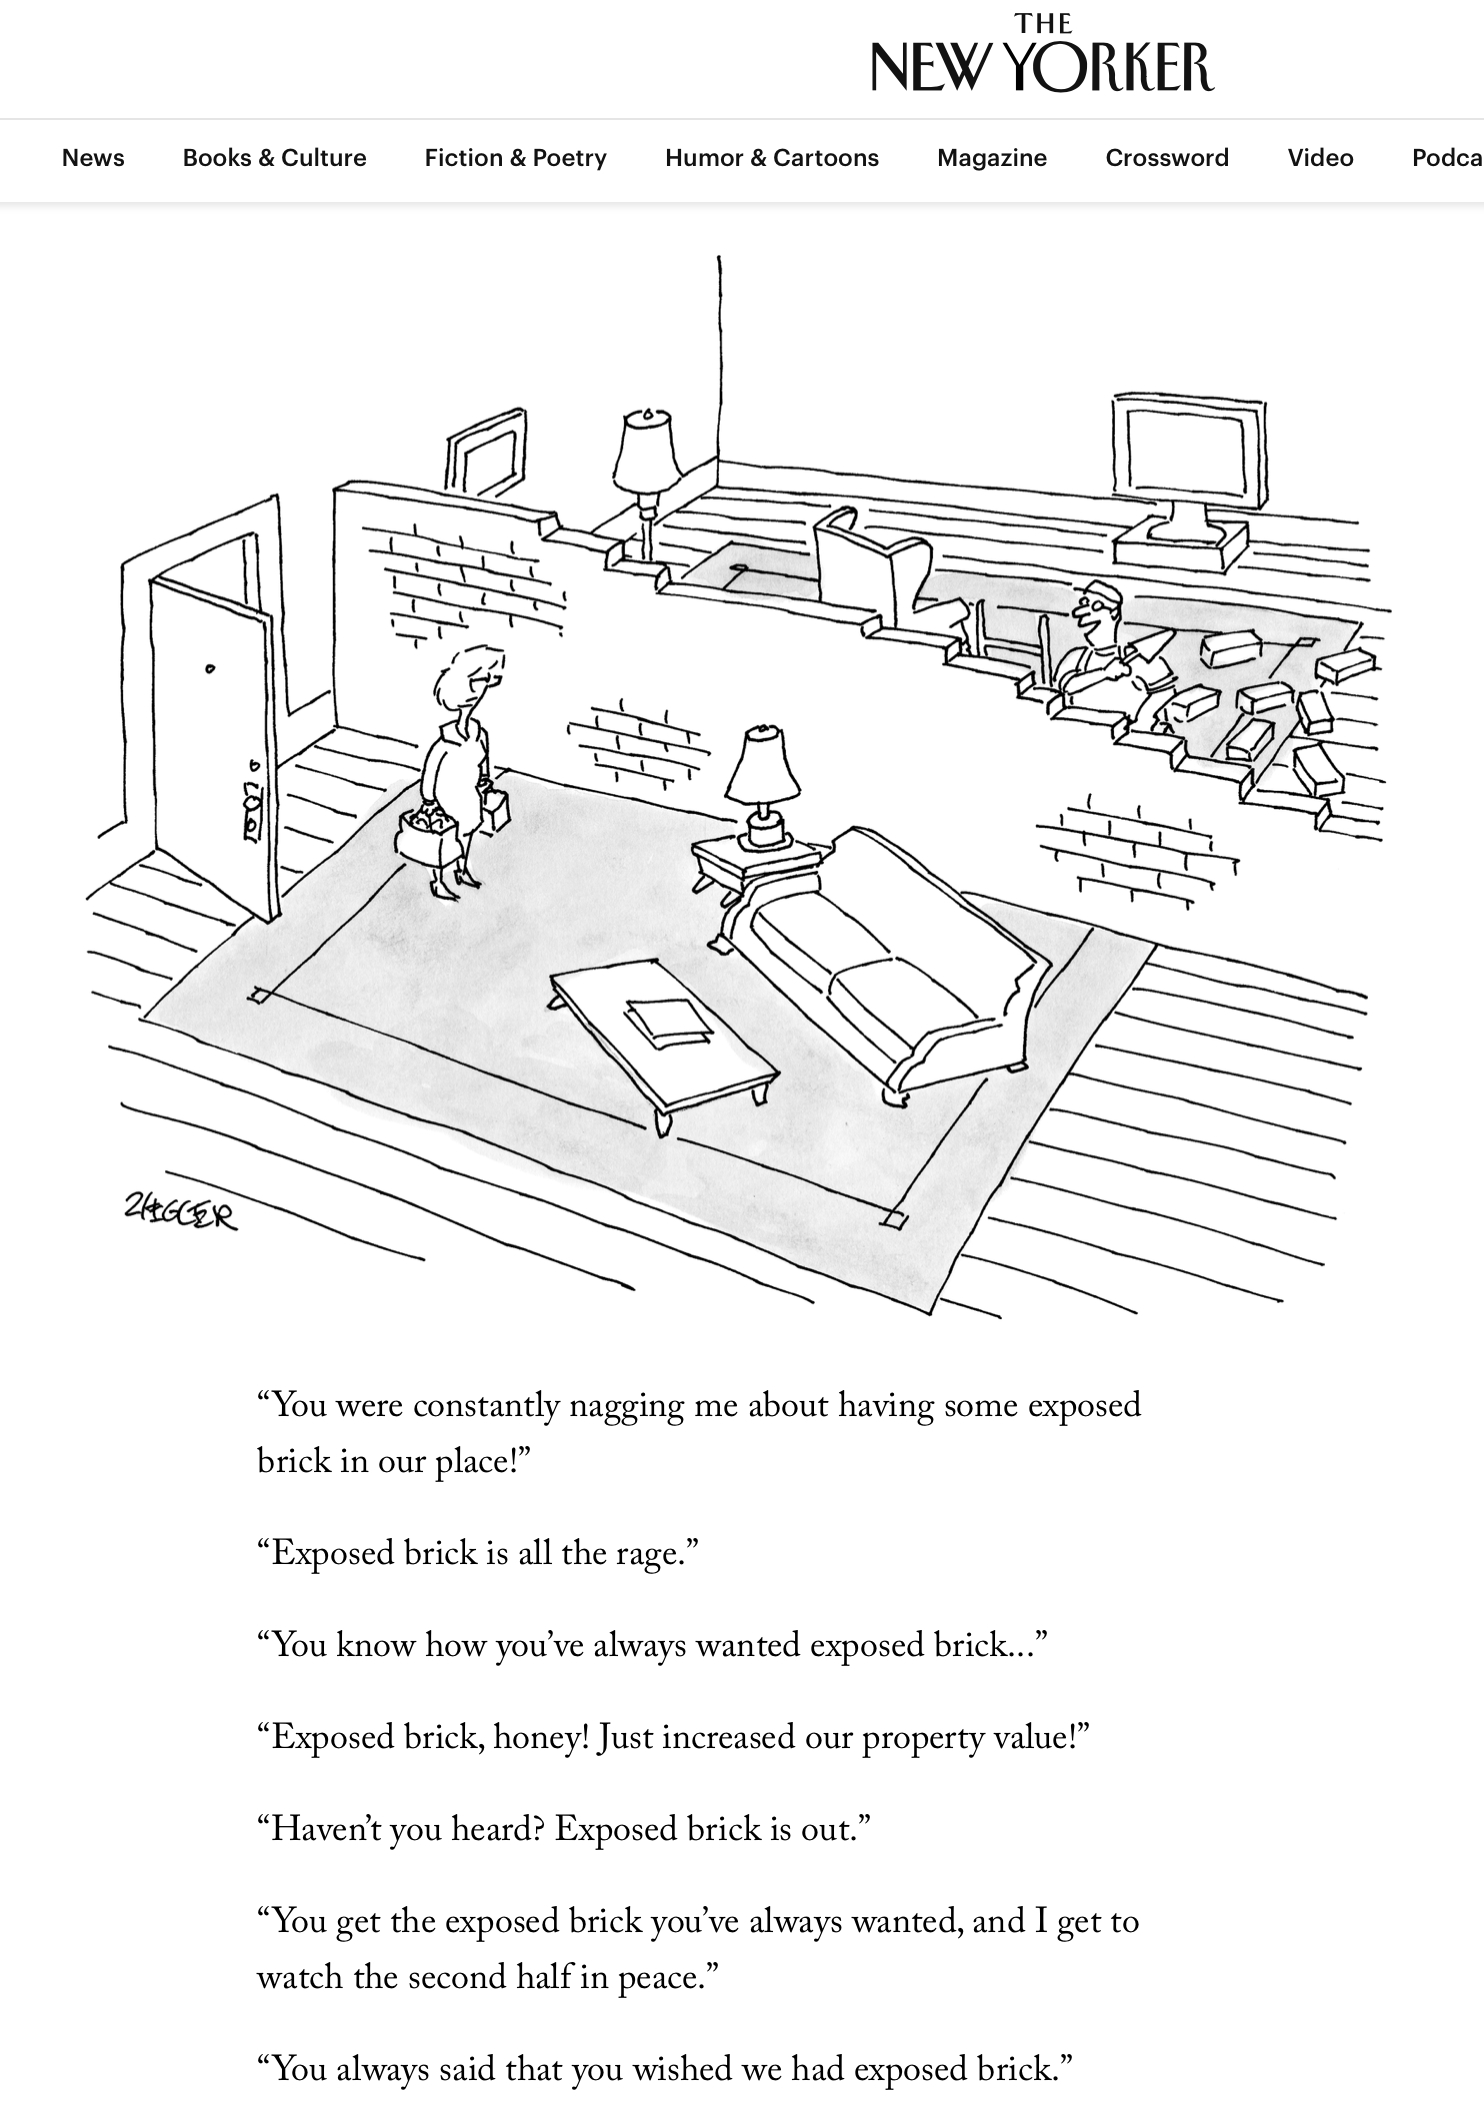 THE
NEW YORKER
News Books & Culture Fiction & Poetry Humor & Cartoons Magazine Crossword Video Podca
ZIEGLER
“You were constantly nagging me about having some exposed
brick in our place!”
“Exposed brick is all the rage.”
“You know how you’ve always wanted exposed brick...”
“Exposed brick, honey! Just increased our property value!”
“Haven’t you heard? Exposed brick is out.”
“You get the exposed brick you’ve always wanted, and I get to
watch the second half in peace.”
“You always said that you wished we had exposed brick.”